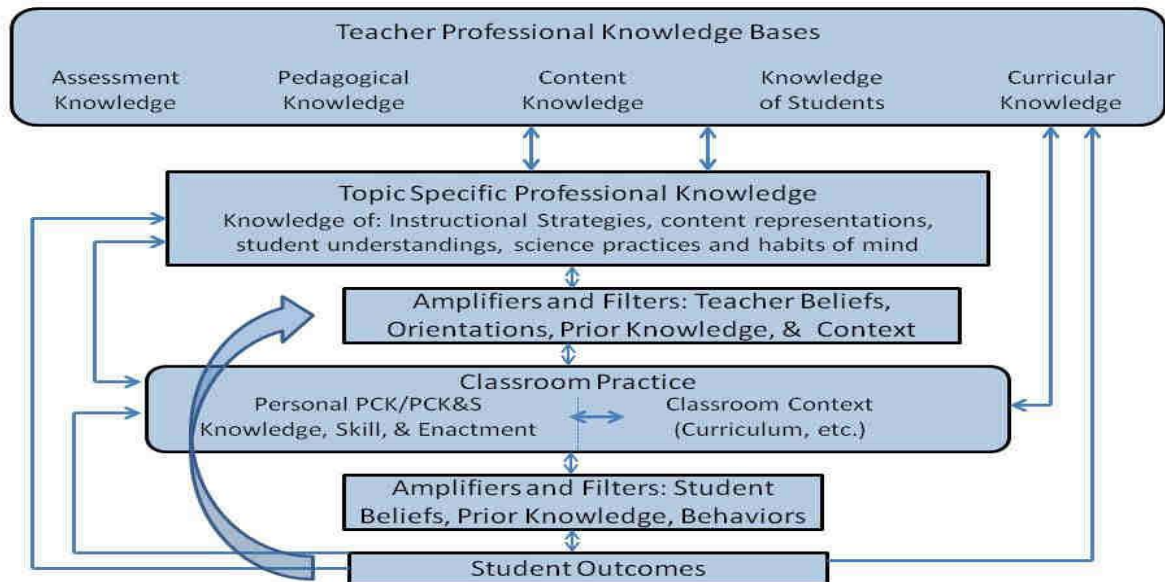 Teacher Professional Knowledge Bases
Assessment Knowledge
Pedagogical Knowledge
Content Knowledge
Knowledge of Students
Curricular Knowledge
Topic Specific Professional Knowledge
Knowledge of: Instructional Strategies, content representations,
student understandings, science practices and habits of mind
Amplifiers and Filters: Teacher Beliefs,
Orientations, Prior Knowledge, & Context
Classroom Practice
Personal PCK/PCK&S
Knowledge, Skill, & Enactment
Classroom Context
(Curriculum, etc.)
Amplifiers and Filters: Student
Beliefs, Prior Knowledge, Behaviors
Student Outcomes